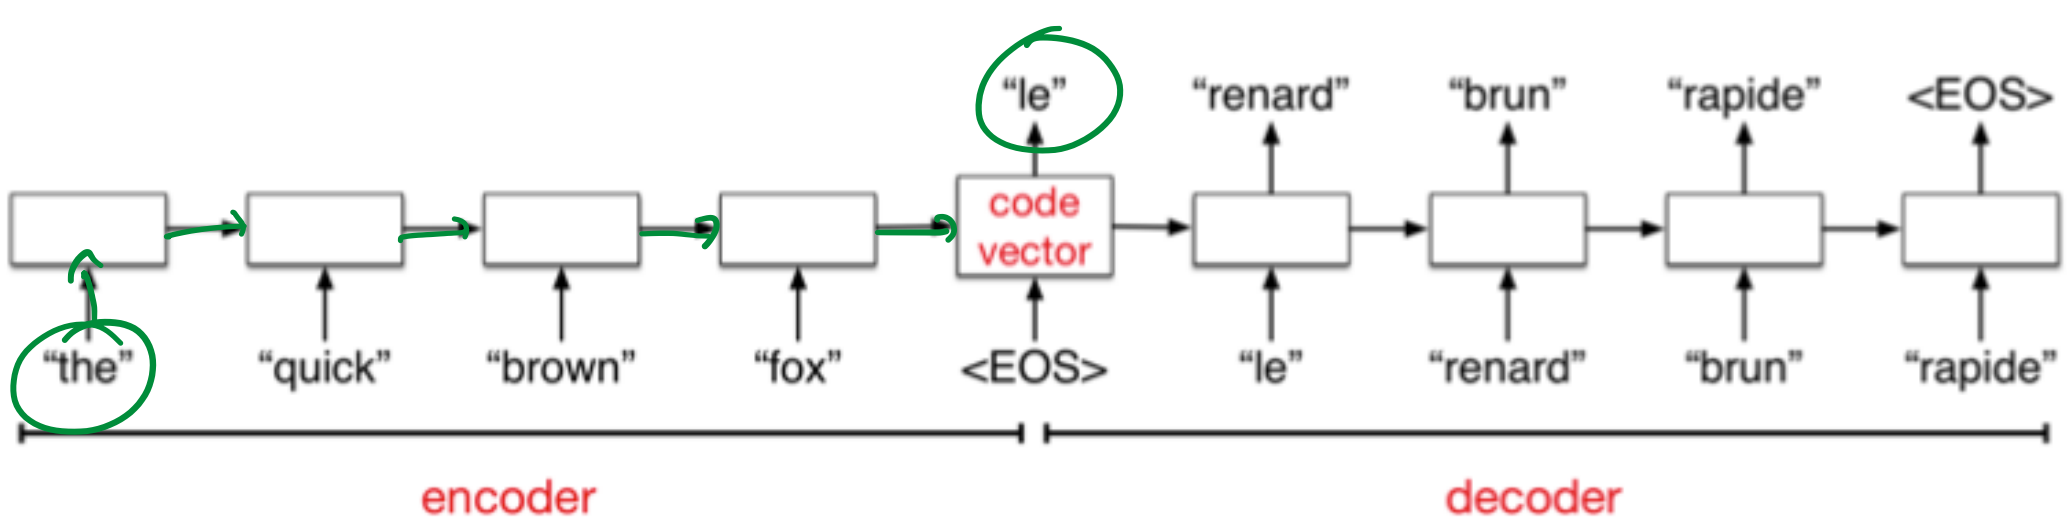 “le” “renard” “brun” “rapide” <EOS>
code
vector
“the” “quick” “brown” “fox” <EOS> “le” “renard” “brun” “rapide”
encoder decoder